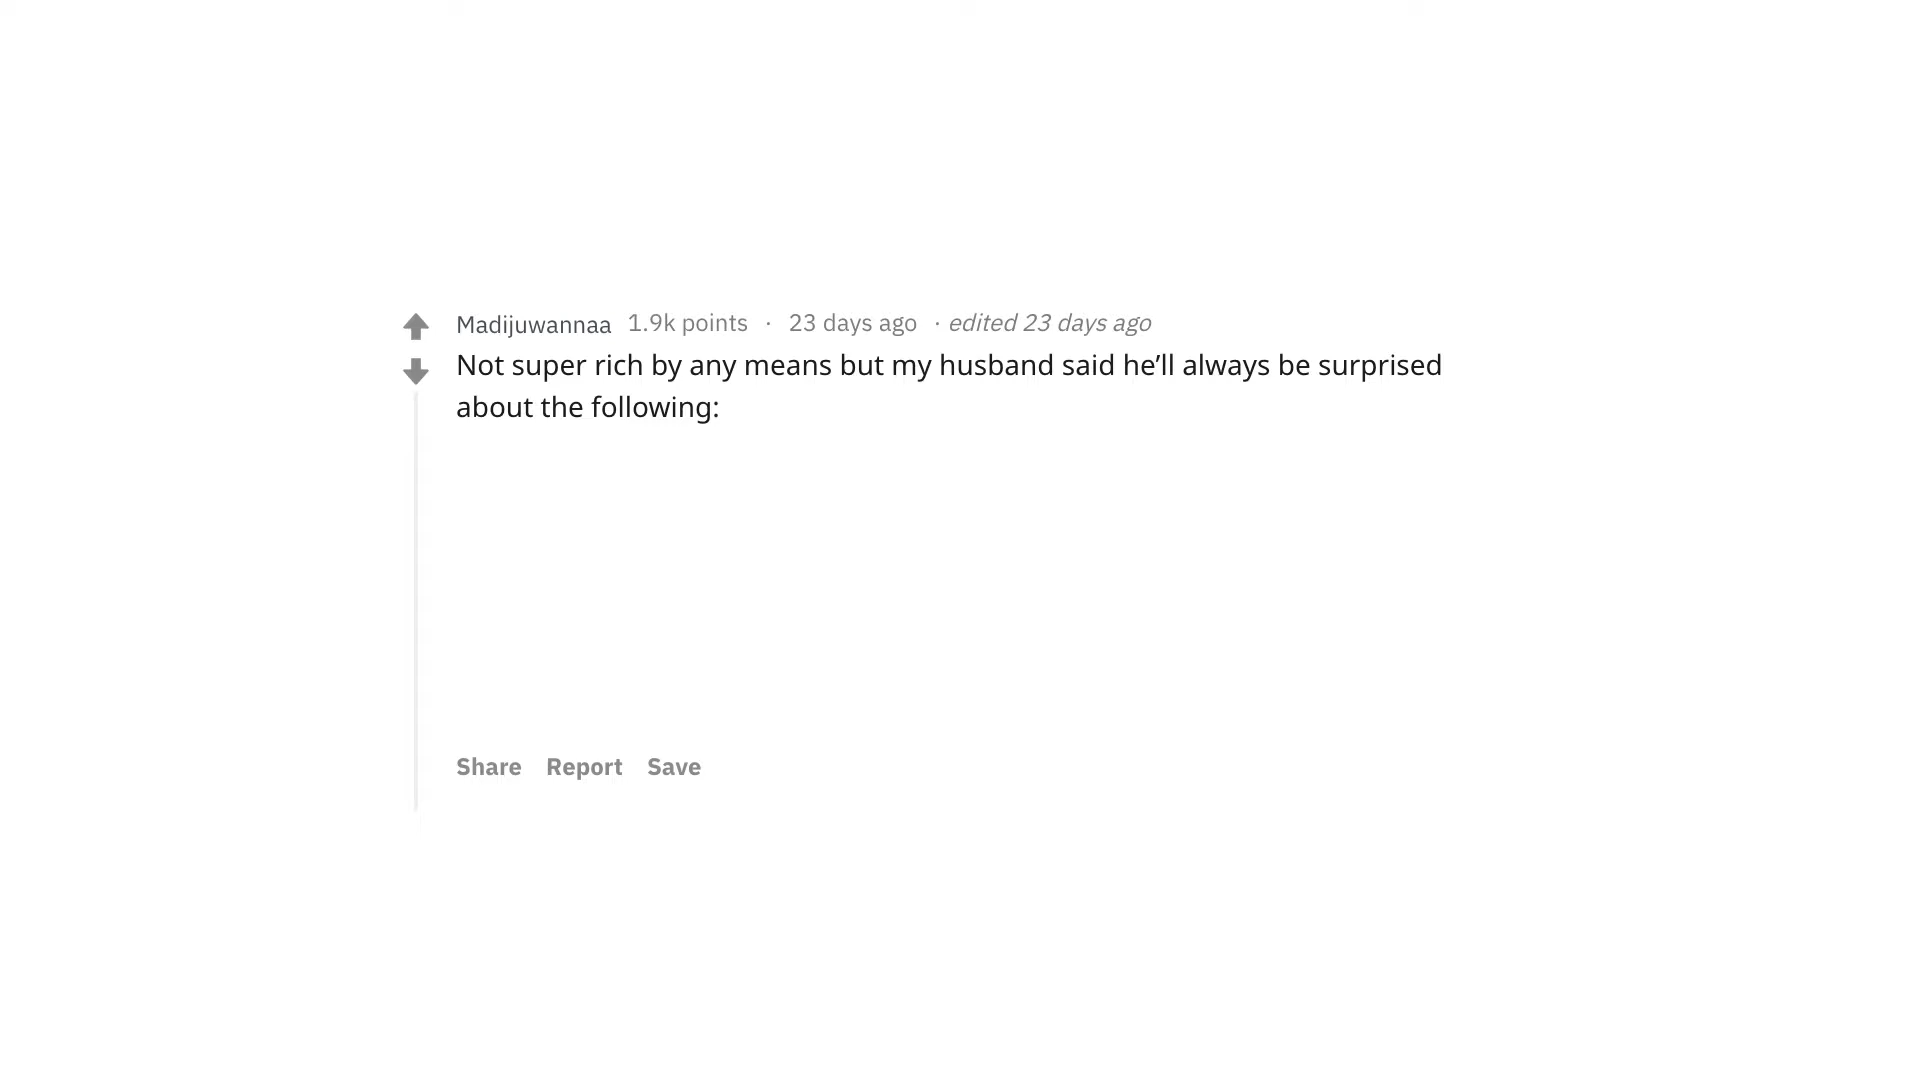 Madijuwannaa 1.9k points · 23 days ago · edited 23 days ago
Not super rich by any means but my husband said he’ll always be surprised
about the following:
Share Report Save